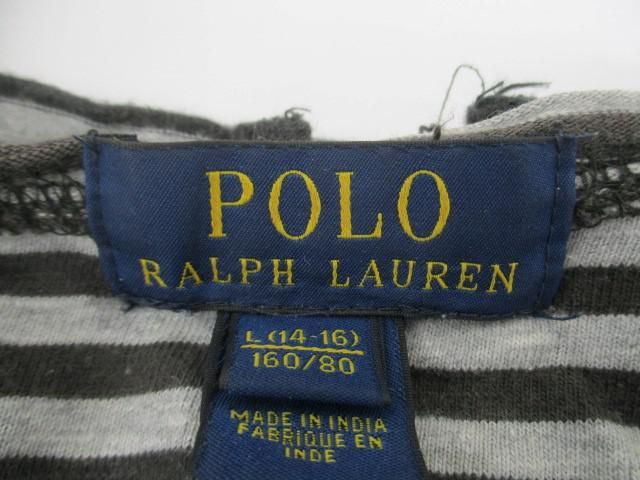 POLO
RALPH LAUREN
L (14-16)
160/80
MADE IN INDIA
FABRIQUE EN
INDE